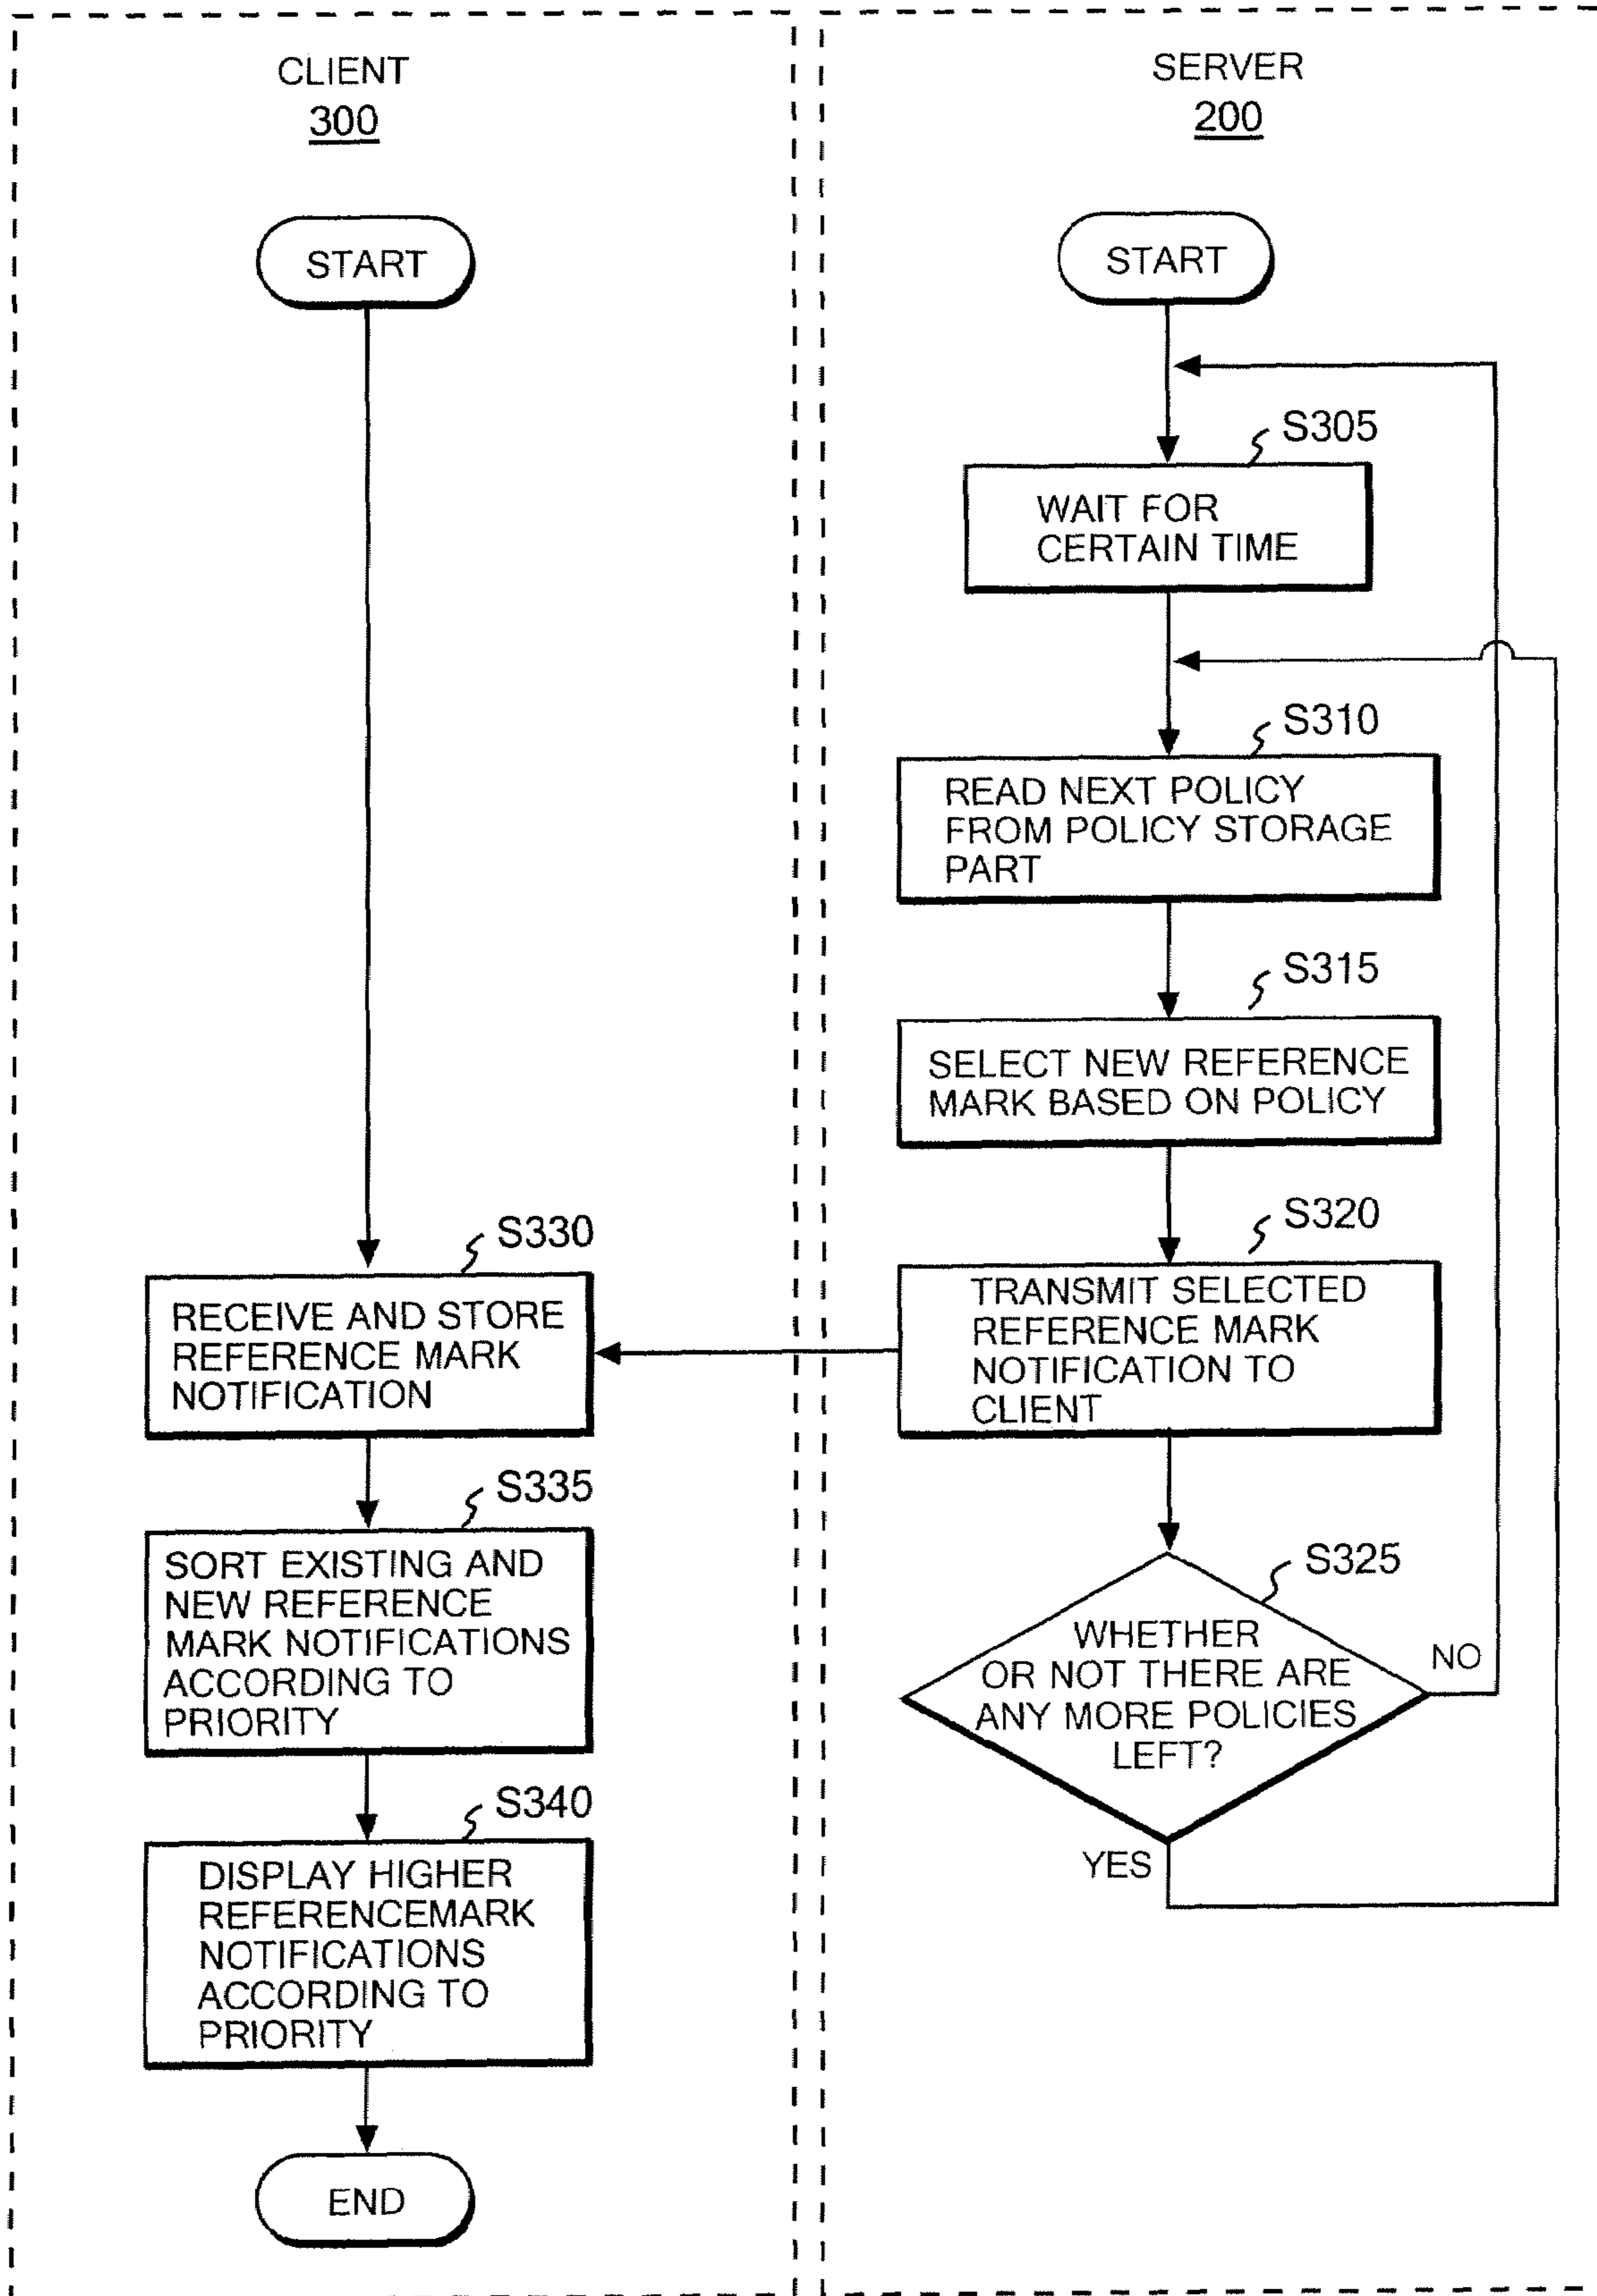 CLIENT
300
START
S330
RECEIVE AND STORE
REFERENCE MARK
NOTIFICATION
S335
SORT EXISTING AND
NEW REFERENCE
MARK NOTIFICATIONS
ACCORDING TO
PRIORITY
S340
DISPLAY HIGHER
REFERENCEMARK
NOTIFICATIONS
ACCORDING TO
PRIORITY
END
SERVER
200
START
S305
WAIT FOR
CERTAIN TIME
S310
READ NEXT POLICY
FROM POLICY STORAGE
PART
S315
SELECT NEW REFERENCE
MARK BASED ON POLICY
S320
TRANSMIT SELECTED
REFERENCE MARK
NOTIFICATION TO
CLIENT
S325
WHETHER
OR NOT THERE ARE
ANY MORE POLICIES
LEFT?
NO
YES